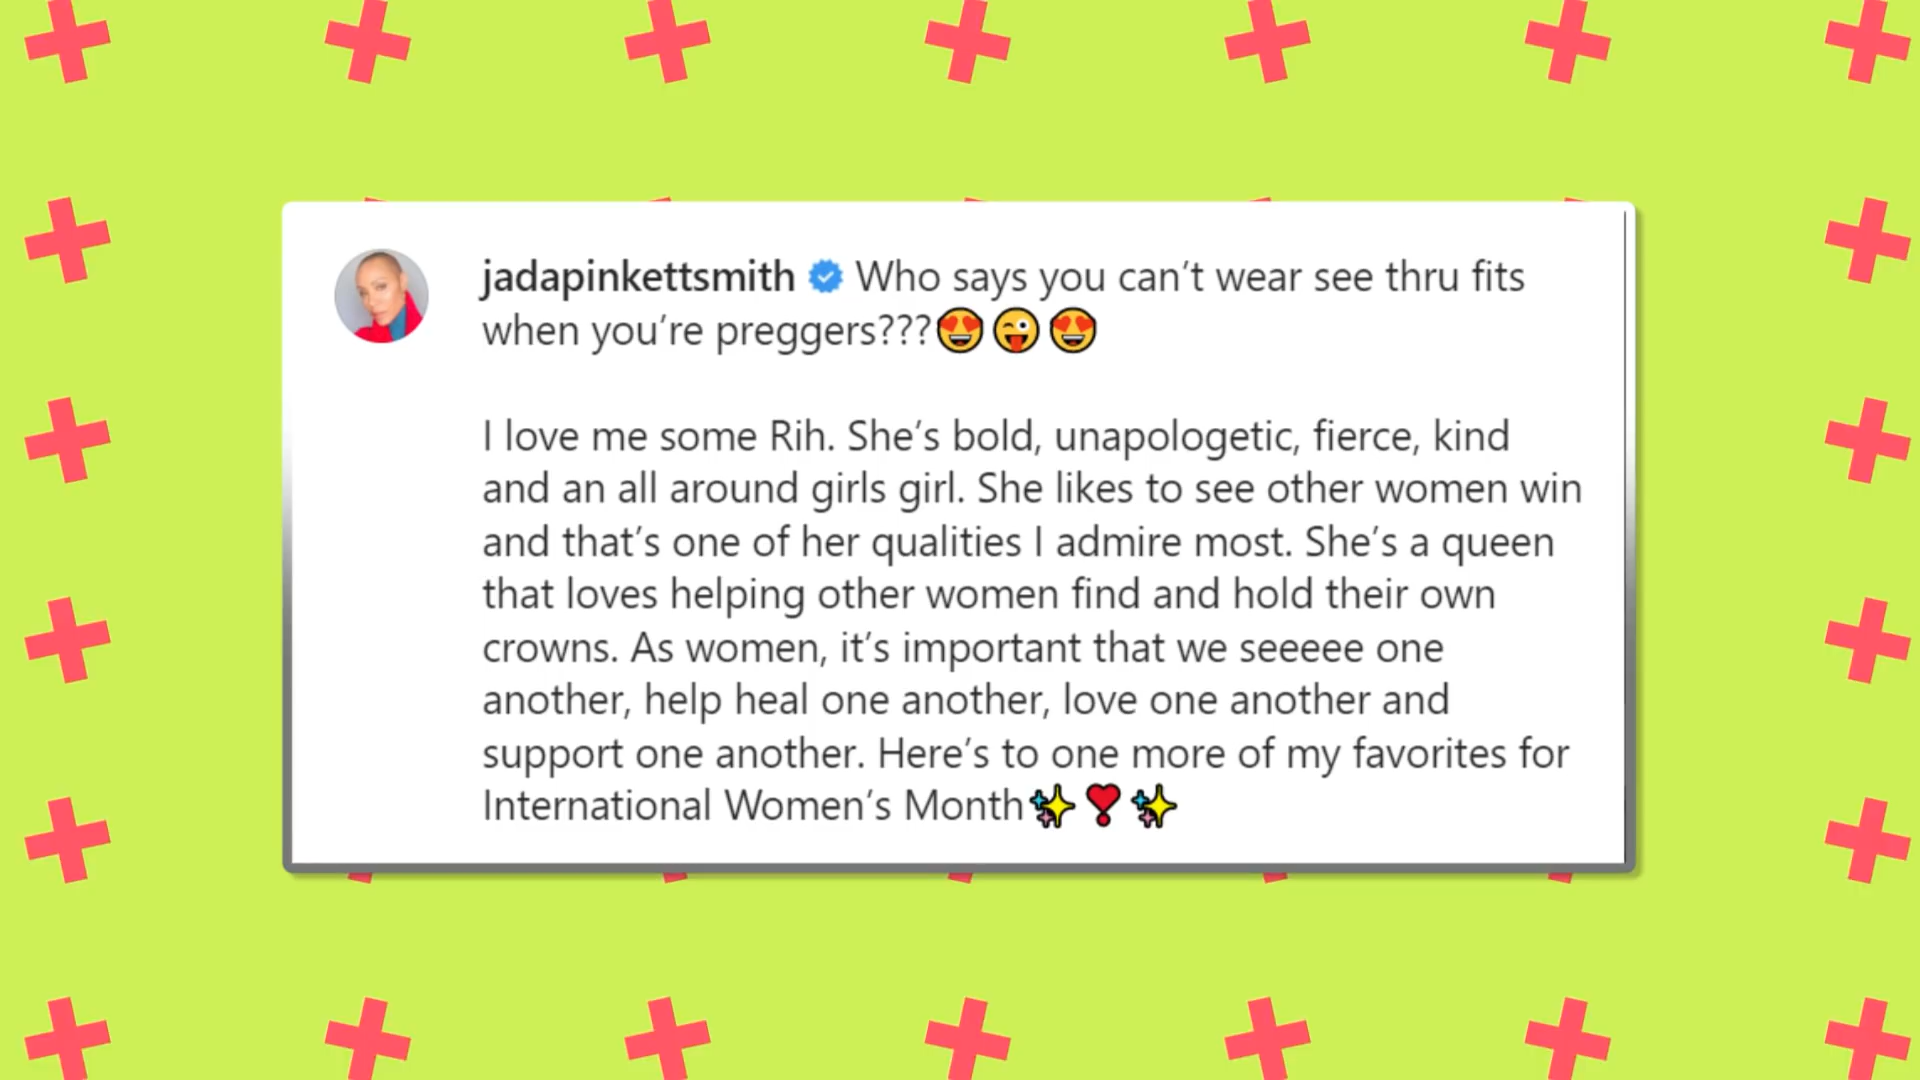 jadapinkettsmith Who says you can’t wear see thru fits
when you’re preggers???😍😜😍
I love me some Rih. She’s bold, unapologetic, fierce, kind
and an all around girls girl. She likes to see other women win
and that’s one of her qualities I admire most. She’s a queen
that loves helping other women find and hold their own
crowns. As women, it’s important that we seeeee one
another, help heal one another, love one another and
support one another. Here’s to one more of my favorites for
International Women’s Month✨❣️✨